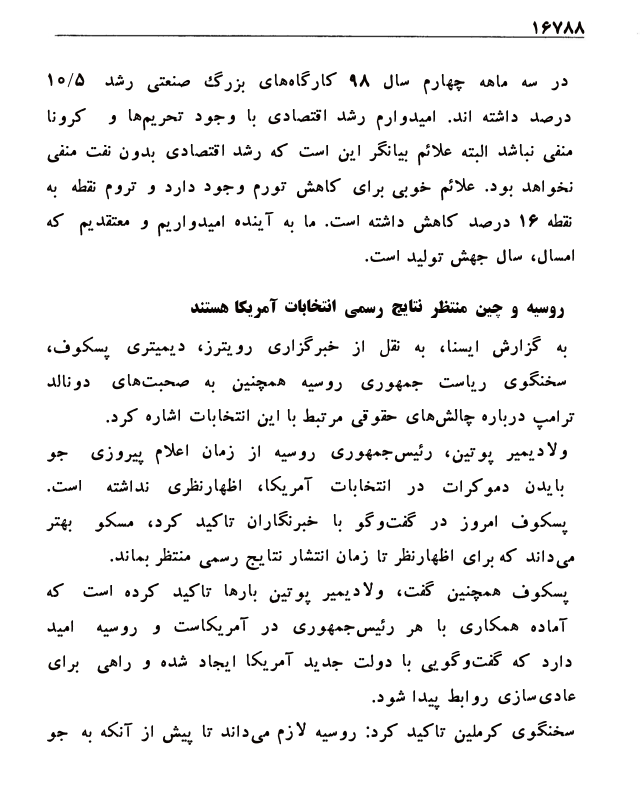 ۱۶۷۸۸
در سه ماهه چهارم سال ۹۸ کارگاه‌های بزرگ صنعتی رشد ۱۰/۵
درصد داشته اند. امیدوارم رشد اقتصادی با وجود تحریم‌ها و کرونا
منفی نباشد البته علائم بیانگر این است که رشد اقتصادی بدون نفت منفی
نخواهد بود. علائم خوبی برای کاهش تورم وجود دارد و تروم نقطه به
نقطه ۱۶ درصد کاهش داشته است. ما به آینده امیدواریم و معتقدیم که
امسال، سال جهش تولید است.
روسیه و چین منتظر نتایج رسمی انتخابات آمریکا هستند
به گزارش ایسنا، به نقل از خبرگزاری رویترز، دیمیتری پسکوف،
سخنگوی ریاست جمهوری روسیه همچنین به صحبت‌های دونالد
ترامپ درباره چالش‌های حقوقی مرتبط با این انتخابات اشاره کرد.
ولادیمیر پوتین، رئیس‌جمهوری روسیه از زمان اعلام پیروزی جو
بایدن دموکرات در انتخابات آمریکا، اظهارنظری نداشته است.
پسکوف امروز در گفت‌وگو با خبرنگاران تاکید کرد، مسکو بهتر
می‌داند که برای اظهارنظر تا زمان انتشار نتایج رسمی منتظر بماند.
پسکوف همچنین گفت، ولادیمیر پوتین بارها تاکید کرده است که
آماده همکاری با هر رئیس‌جمهوری در آمریکاست و روسیه امید
دارد که گفت‌وگویی با دولت جدید آمریکا ایجاد شده و راهی برای
عادی‌سازی روابط پیدا شود.
سخنگوی کرملین تاکید کرد: روسیه لازم می‌داند تا پیش از آنکه به جو